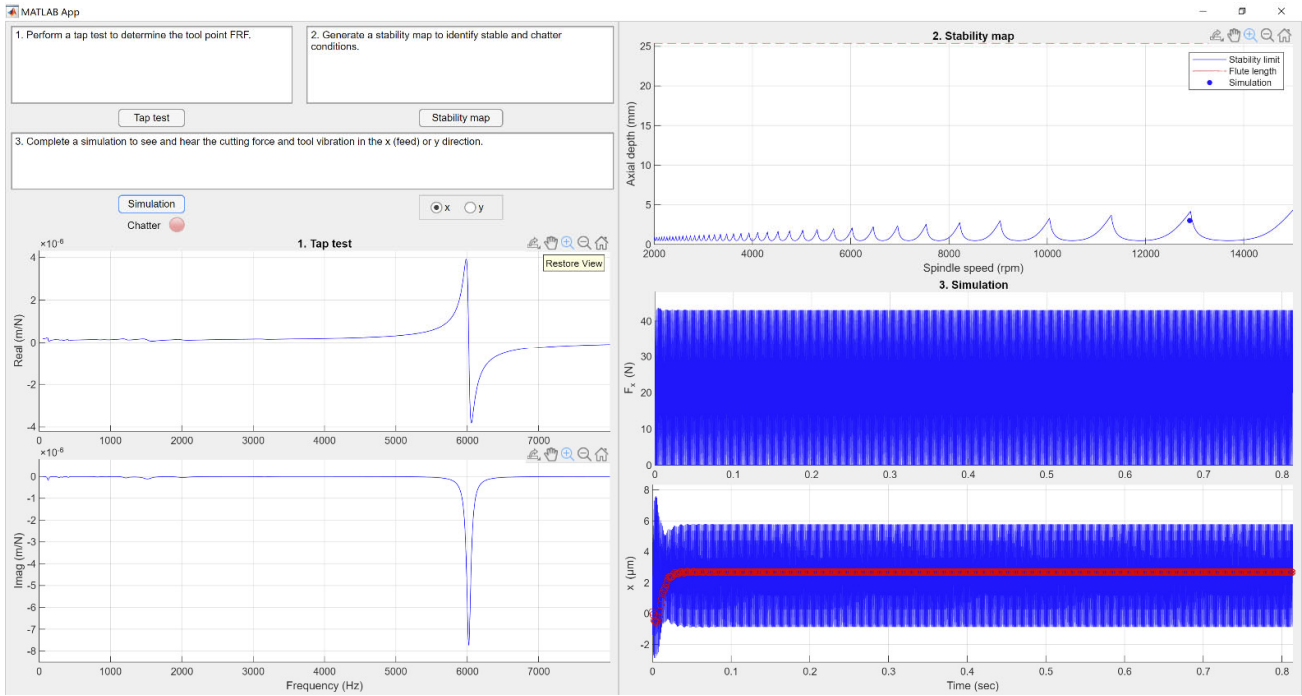 MATLAB App
1. Perform a tap test to determine the tool point FRF.
2. Generate a stability map to identify stable and chatter
conditions.
Tap test
Stability map
3. Complete a simulation to see and hear the cutting force and tool vibration in the x (feed) or y direction.
Simulation
x
y
Chatter
×10⁻⁶
1. Tap test
Restore View
4
2
0
-2
-4
Real (m/N)
0 1000 2000 3000 4000 5000 6000 7000
×10⁻⁶
0
-1
-2
-3
-4
-5
-6
-7
-8
Imag (m/N)
0 1000 2000 3000 4000 5000 6000 7000
Frequency (Hz)
2. Stability map
25
20
15
10
5
0
Axial depth (mm)
Stability limit
Flute length
Simulation
2000 4000 6000 8000 10000 12000 14000
Spindle speed (rpm)
3. Simulation
40
30
20
10
0
Fₓ (N)
0 0.1 0.2 0.3 0.4 0.5 0.6 0.7 0.8
8
6
4
2
0
-2
x (μm)
0 0.1 0.2 0.3 0.4 0.5 0.6 0.7 0.8
Time (sec)